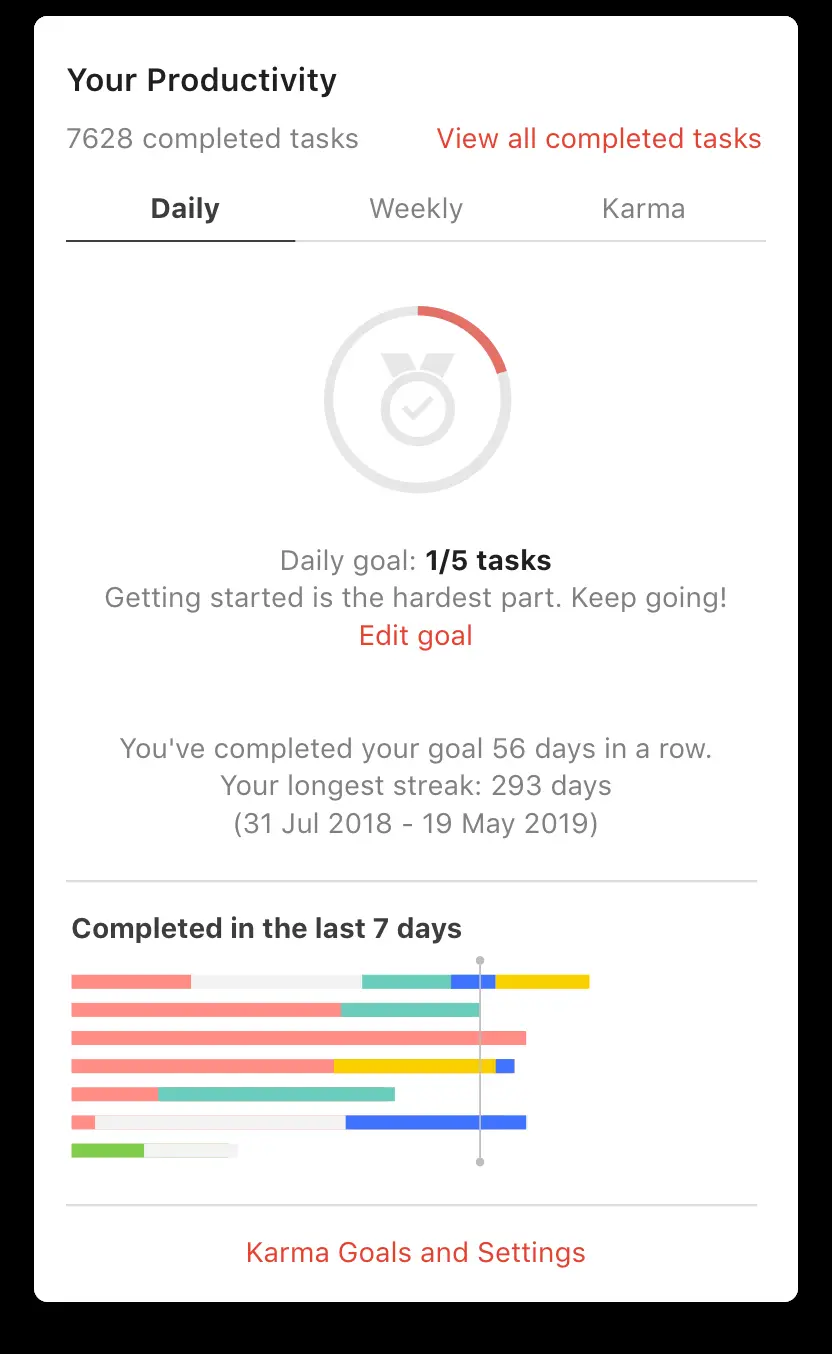 Your Productivity
7628 completed tasks
View all completed tasks
Daily
Weekly
Karma
Daily goal: 1/5 tasks
Getting started is the hardest part. Keep going!
Edit goal
You've completed your goal 56 days in a row.
Your longest streak: 293 days
(31 Jul 2018 - 19 May 2019)
Completed in the last 7 days
Karma Goals and Settings